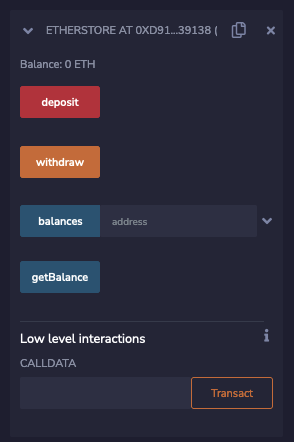 ETHERSTORE AT 0XD91...39138 (
Balance: 0 ETH
deposit
withdraw
balances address
getBalance
Low level interactions
CALLDATA
Transact